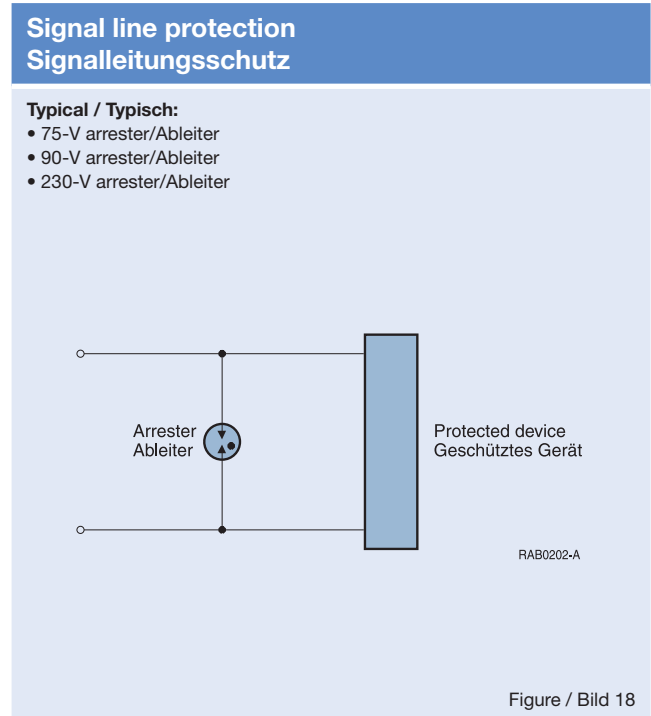 Signal line protection
Signalleitungsschutz
Typical / Typisch:
• 75-V arrester/Ableiter
• 90-V arrester/Ableiter
• 230-V arrester/Ableiter
Arrester
Ableiter
Protected device
Geschütztes Gerät
RAB0202-A
Figure / Bild 18